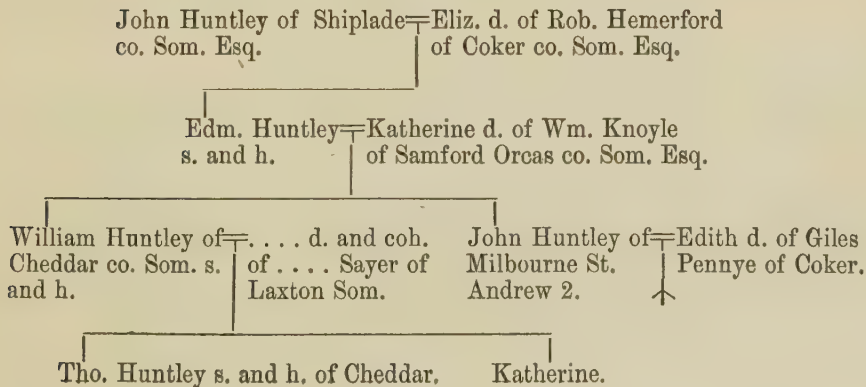 John Huntley of Shiplade
co. Som. Esq.
Eliz. d. of Rob. Hemerford
of Coker co. Som. Esq.
Edm. Huntley
s. and h.
Katherine d. of Wm. Knoyle
of Samford Orcas co. Som. Esq.
William Huntley of
Cheddar co. Som. s.
and h.
. . . . d. and coh.
of . . . . Sayer of
Laxton Som.
John Huntley of
Milbourne St.
Andrew 2.
Edith d. of Giles
Pennye of Coker.
Tho. Huntley s. and h. of Cheddar.
Katherine.